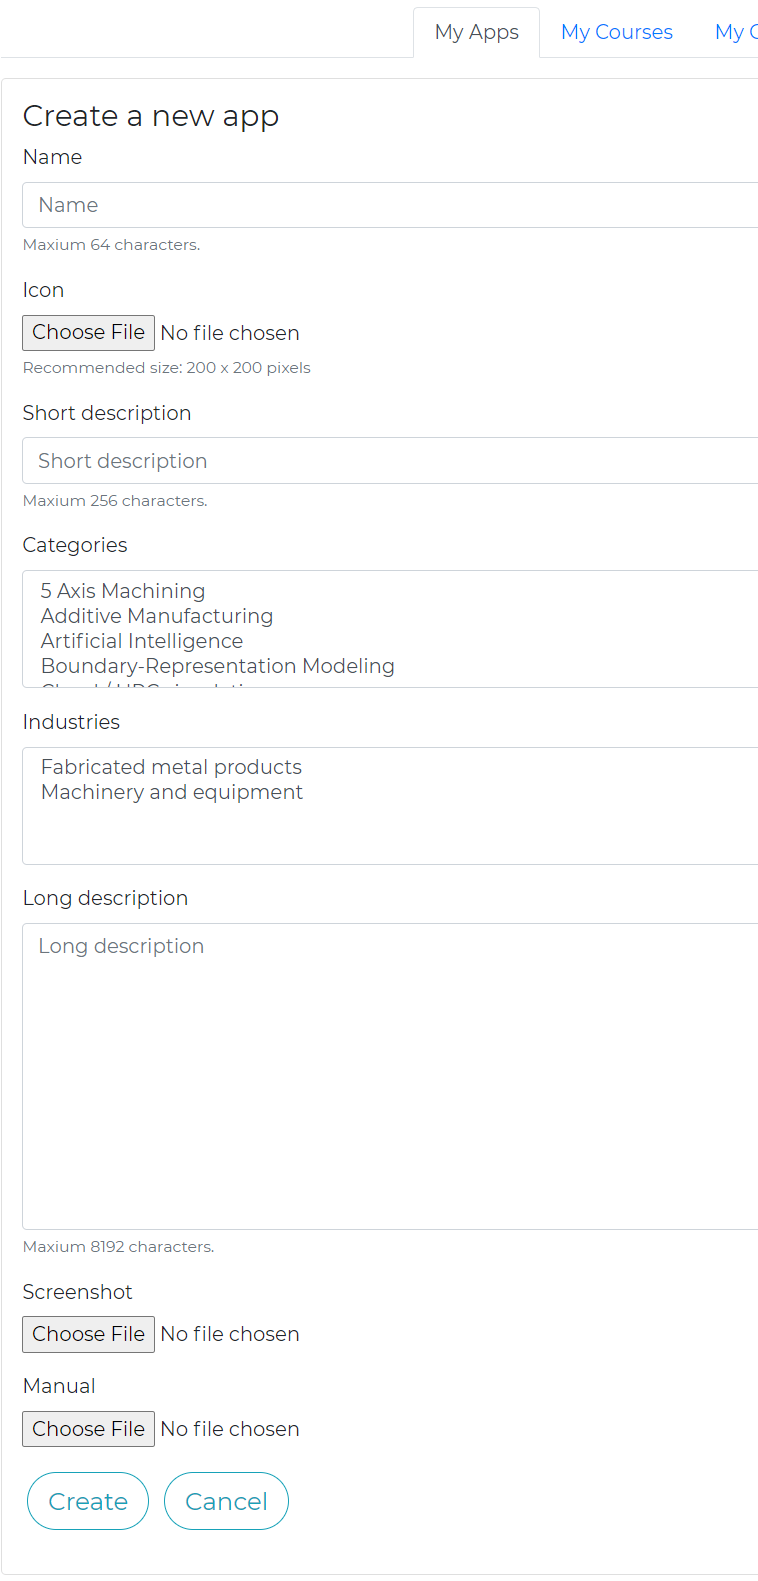 My Apps My Courses My
Create a new app
Name
Name
Maxium 64 characters.
Icon
Choose File No file chosen
Recommended size: 200 x 200 pixels
Short description
Short description
Maxium 256 characters.
Categories
5 Axis Machining
Additive Manufacturing
Artificial Intelligence
Boundary-Representation Modeling
Industries
Fabricated metal products
Machinery and equipment
Long description
Long description
Maxium 8192 characters.
Screenshot
Choose File No file chosen
Manual
Choose File No file chosen
Create Cancel